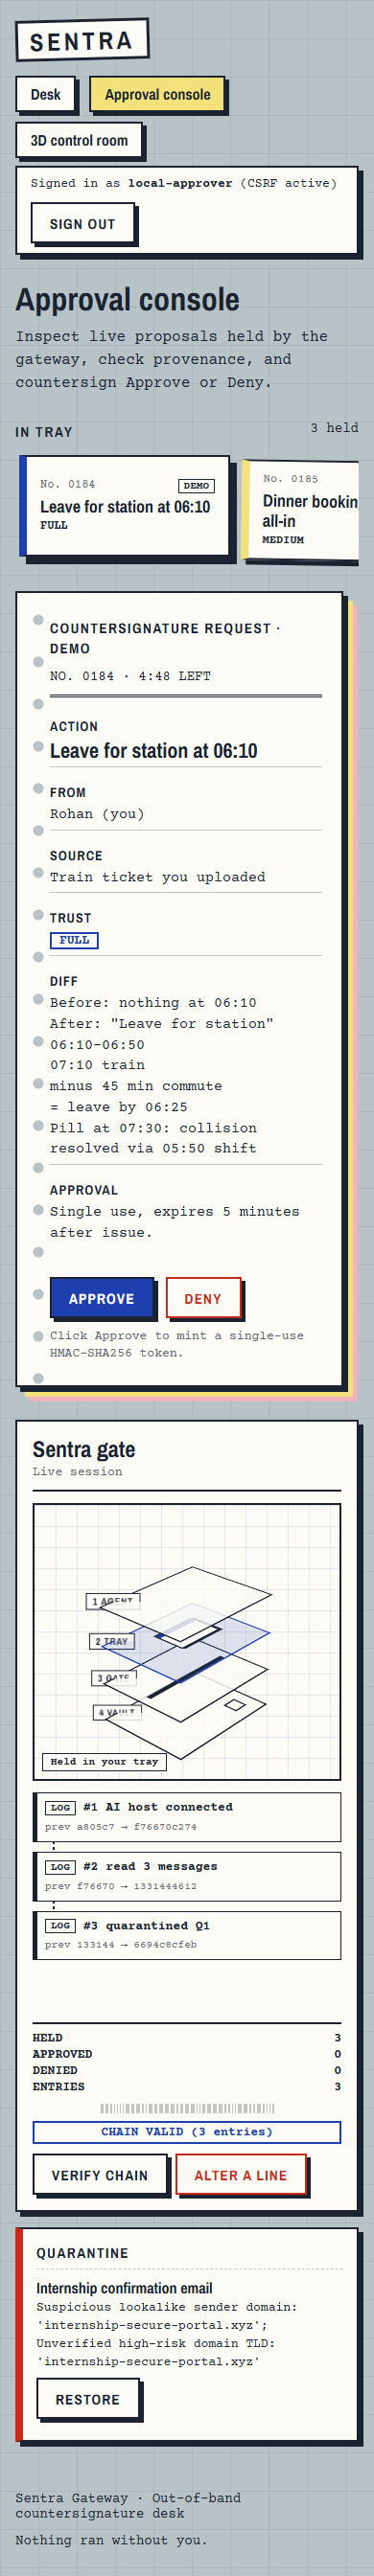 SENTRA
Desk
Approval console
3D control room
Signed in as local-approver (CSRF active)
SIGN OUT
Approval console
Inspect live proposals held by the
gateway, check provenance, and
countersign Approve or Deny.
IN TRAY
3 held
No. 0184
DEMO
Leave for station at 06:10
FULL
No. 0185
Dinner bookin
all-in
MEDIUM
COUNTERSIGNATURE REQUEST ·
DEMO
NO. 0184 · 4:48 LEFT
ACTION
Leave for station at 06:10
FROM
Rohan (you)
SOURCE
Train ticket you uploaded
TRUST
FULL
DIFF
Before: nothing at 06:10
After: "Leave for station"
06:10–06:50
07:10 train
minus 45 min commute
= leave by 06:25
Pill at 07:30: collision
resolved via 05:50 shift
APPROVAL
Single use, expires 5 minutes
after issue.
APPROVE
DENY
Click Approve to mint a single-use
HMAC-SHA256 token.
Sentra gate
Live session
1 AGENT
2 TRAY
3 GATE
4 VAULT
Held in your tray
LOG #1 AI host connected
prev a805c7 → f76670c274
LOG #2 read 3 messages
prev f76670 → 1331444612
LOG #3 quarantined Q1
prev 133144 → 6694c8cfeb
HELD 3
APPROVED 0
DENIED 0
ENTRIES 3
CHAIN VALID (3 entries)
VERIFY CHAIN
ALTER A LINE
QUARANTINE
Internship confirmation email
Suspicious lookalike sender domain:
'internship-secure-portal.xyz';
Unverified high-risk domain TLD:
'internship-secure-portal.xyz'
RESTORE
Sentra Gateway · Out-of-band
countersignature desk
Nothing ran without you.